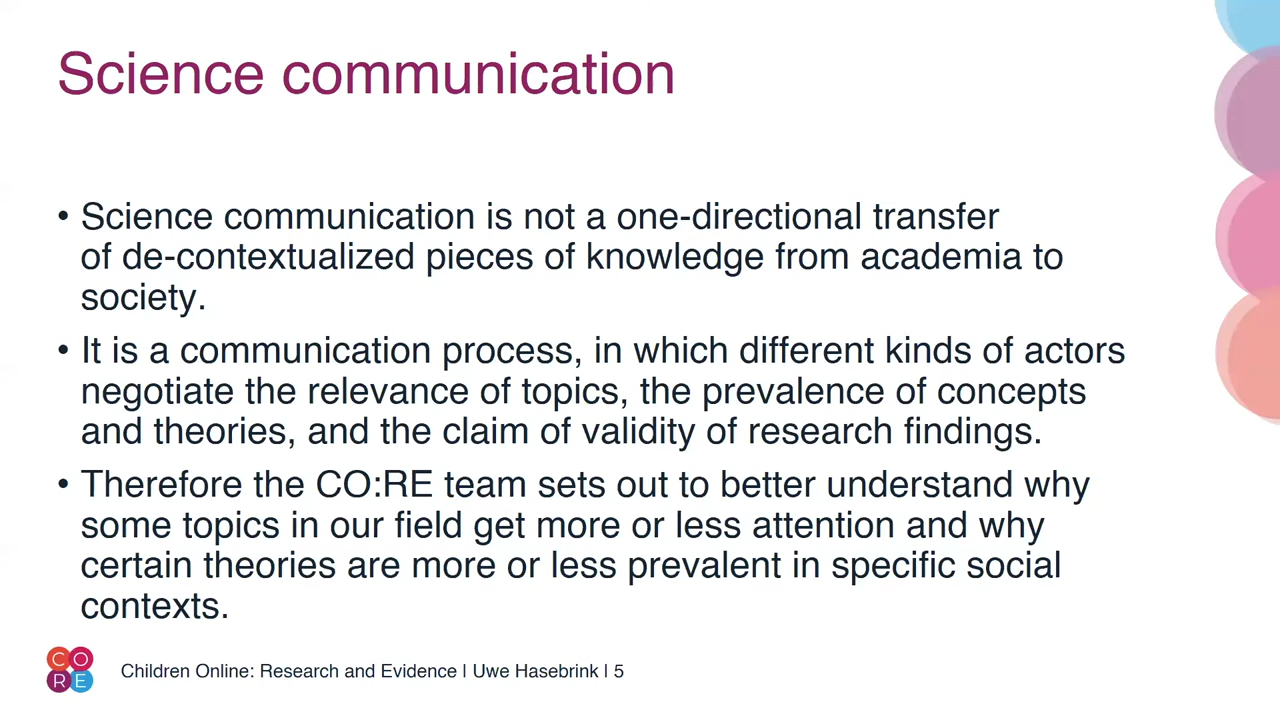 Science communication
• Science communication is not a one-directional transfer
of de-contextualized pieces of knowledge from academia to
society.
• It is a communication process, in which different kinds of actors
negotiate the relevance of topics, the prevalence of concepts
and theories, and the claim of validity of research findings.
• Therefore the CO:RE team sets out to better understand why
some topics in our field get more or less attention and why
certain theories are more or less prevalent in specific social
contexts.
CO
RE
Children Online: Research and Evidence | Uwe Hasebrink | 5